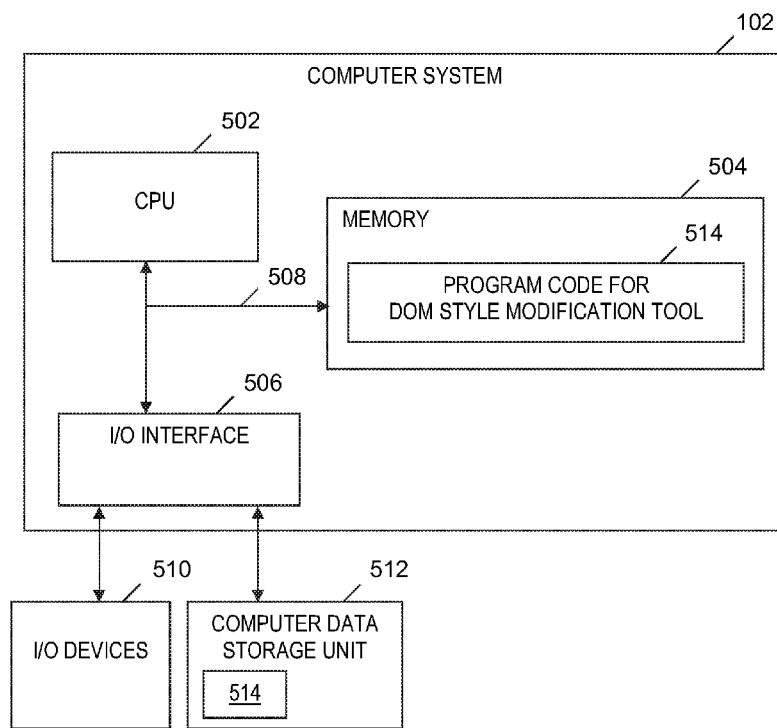 102
COMPUTER SYSTEM
502
CPU
504
MEMORY
514
PROGRAM CODE FOR
DOM STYLE MODIFICATION TOOL
508
506
I/O INTERFACE
510
I/O DEVICES
512
COMPUTER DATA
STORAGE UNIT
514